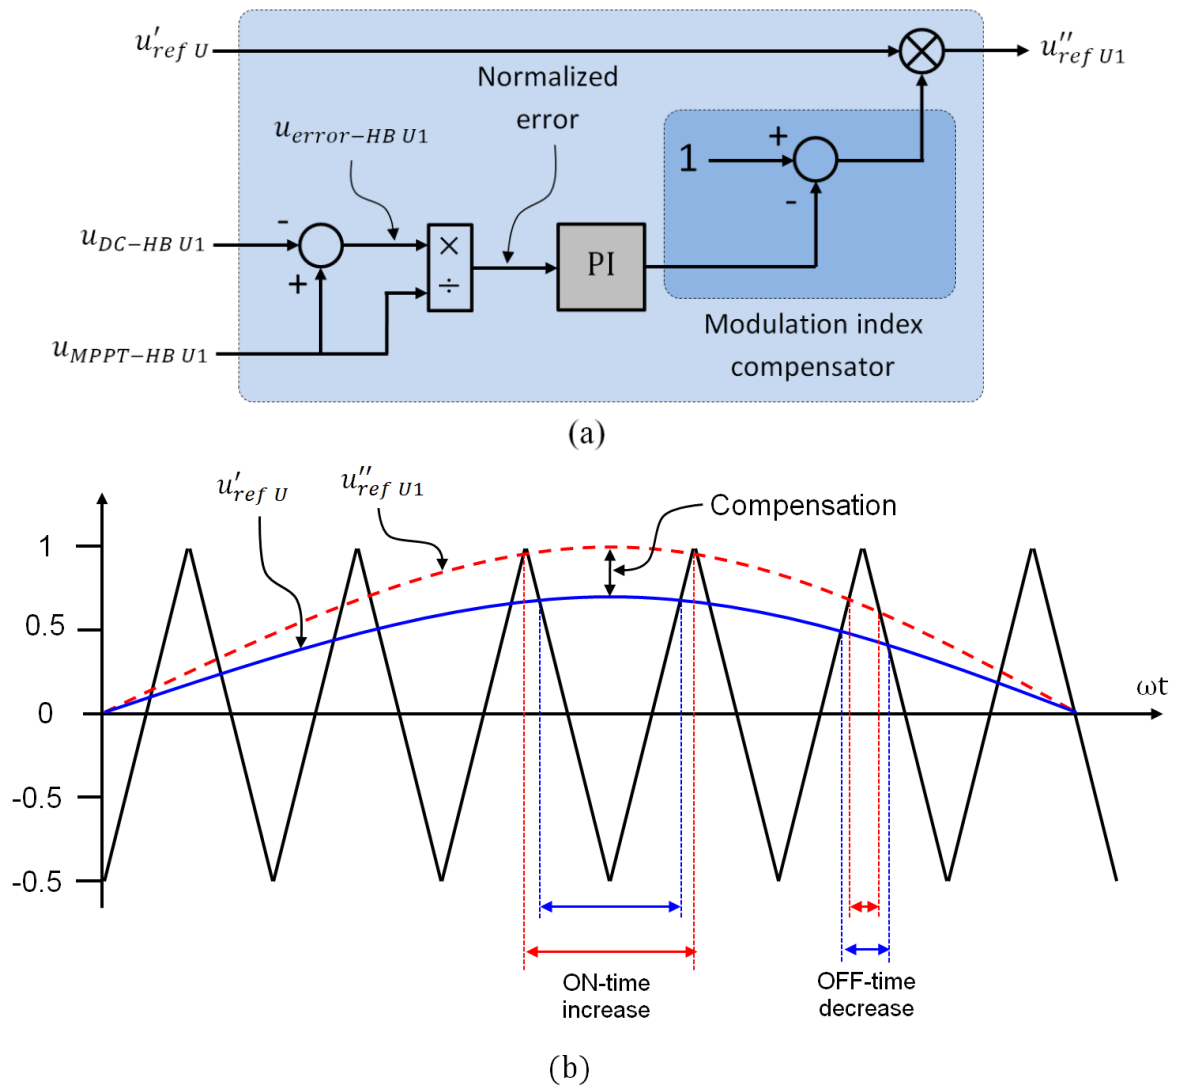 u′ref U
u″ref U1
Normalized
error
uerror−HB U1
+
1
-
-
uDC−HB U1
×
+
÷
PI
uMPPT−HB U1
Modulation index
compensator
(a)
u′ref U
u″ref U1
Compensation
1
0.5
0
ωt
-0.5
-0.5
ON-time
increase
OFF-time
decrease
(b)